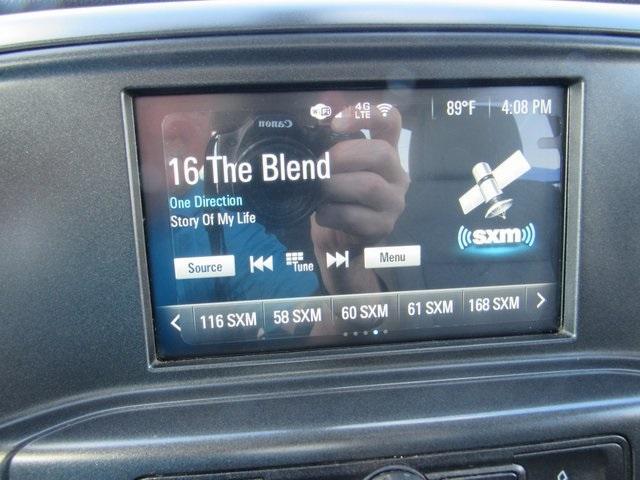 WiFi 4G LTE 89°F 4:08 PM
Canon
16 The Blend
One Direction
Story Of My Life
((sxm))
Source Tune Menu
< 116 SXM 58 SXM 60 SXM 61 SXM 168 SXM >